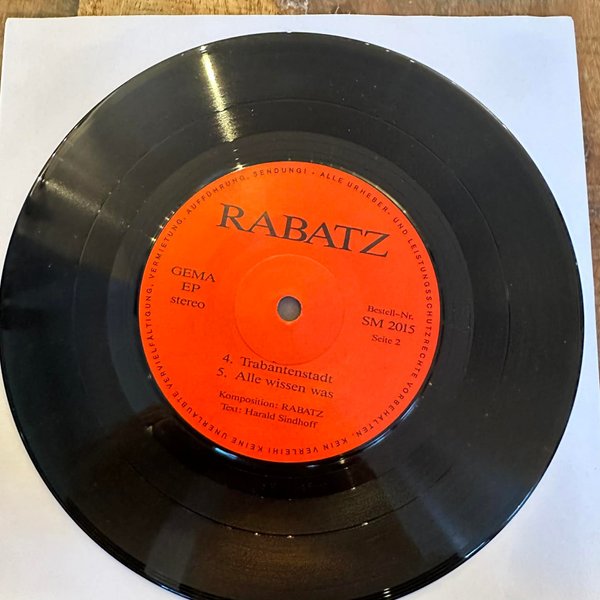 RABATZ
GEMA
EP
stereo
Bestell-Nr.
SM 2015
Seite 2
4. Trabantenstadt
5. Alle wissen was
Komposition: RABATZ
Text: Harald Sindhoff
ALLE URHEBER- UND LEISTUNGSSCHUTZRECHTE VORBEHALTEN. KEIN VERLEIH! KEINE UNERLAUBTE VERVIELFÄLTIGUNG, VERMIETUNG, AUFFÜHRUNG, SENDUNG! -